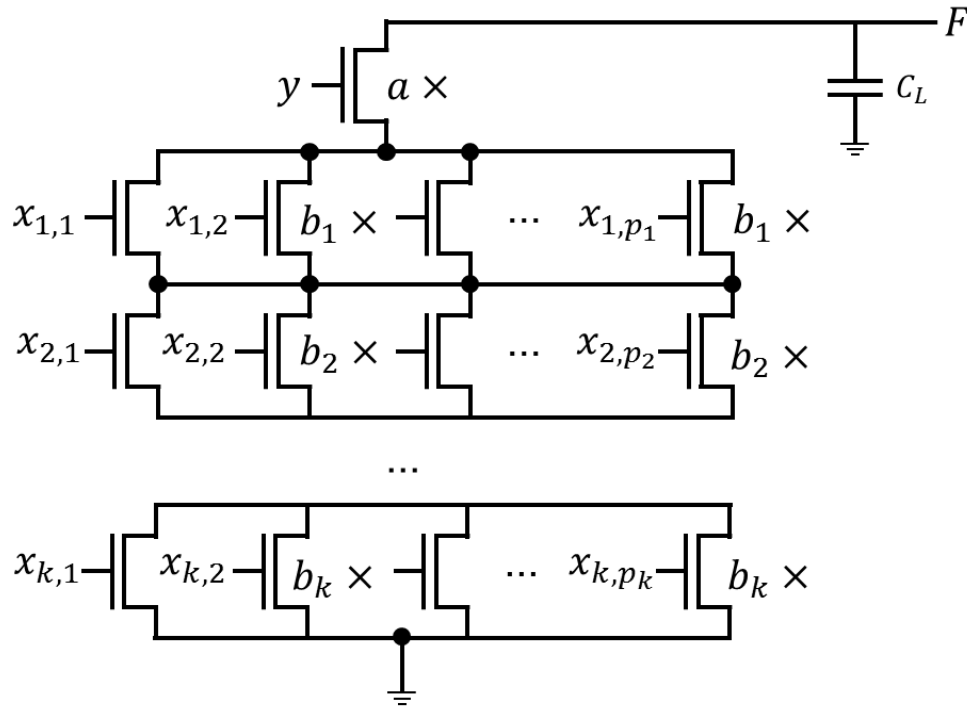 F
y a × C_L
x_{1,1} x_{1,2} b_1 × ... x_{1,p_1} b_1 ×
x_{2,1} x_{2,2} b_2 × ... x_{2,p_2} b_2 ×
...
x_{k,1} x_{k,2} b_k × ... x_{k,p_k} b_k ×